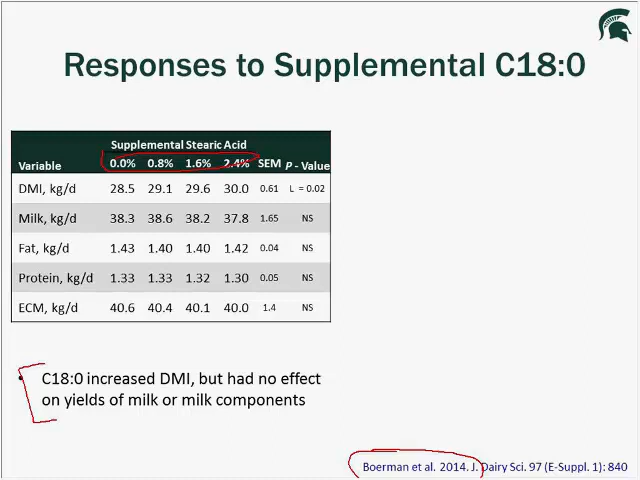 Responses to Supplemental C18:0
Supplemental Stearic Acid
Variable 0.0% 0.8% 1.6% 2.4% SEM P - Value
DMI, kg/d 28.5 29.1 29.6 30.0 0.61 L = 0.02
Milk, kg/d 38.3 38.6 38.2 37.8 1.65 NS
Fat, kg/d 1.43 1.40 1.40 1.42 0.04 NS
Protein, kg/d 1.33 1.33 1.32 1.30 0.05 NS
ECM, kg/d 40.6 40.4 40.1 40.0 1.4 NS
• C18:0 increased DMI, but had no effect
on yields of milk or milk components
Boerman et al. 2014. J. Dairy Sci. 97 (E-Suppl. 1): 840